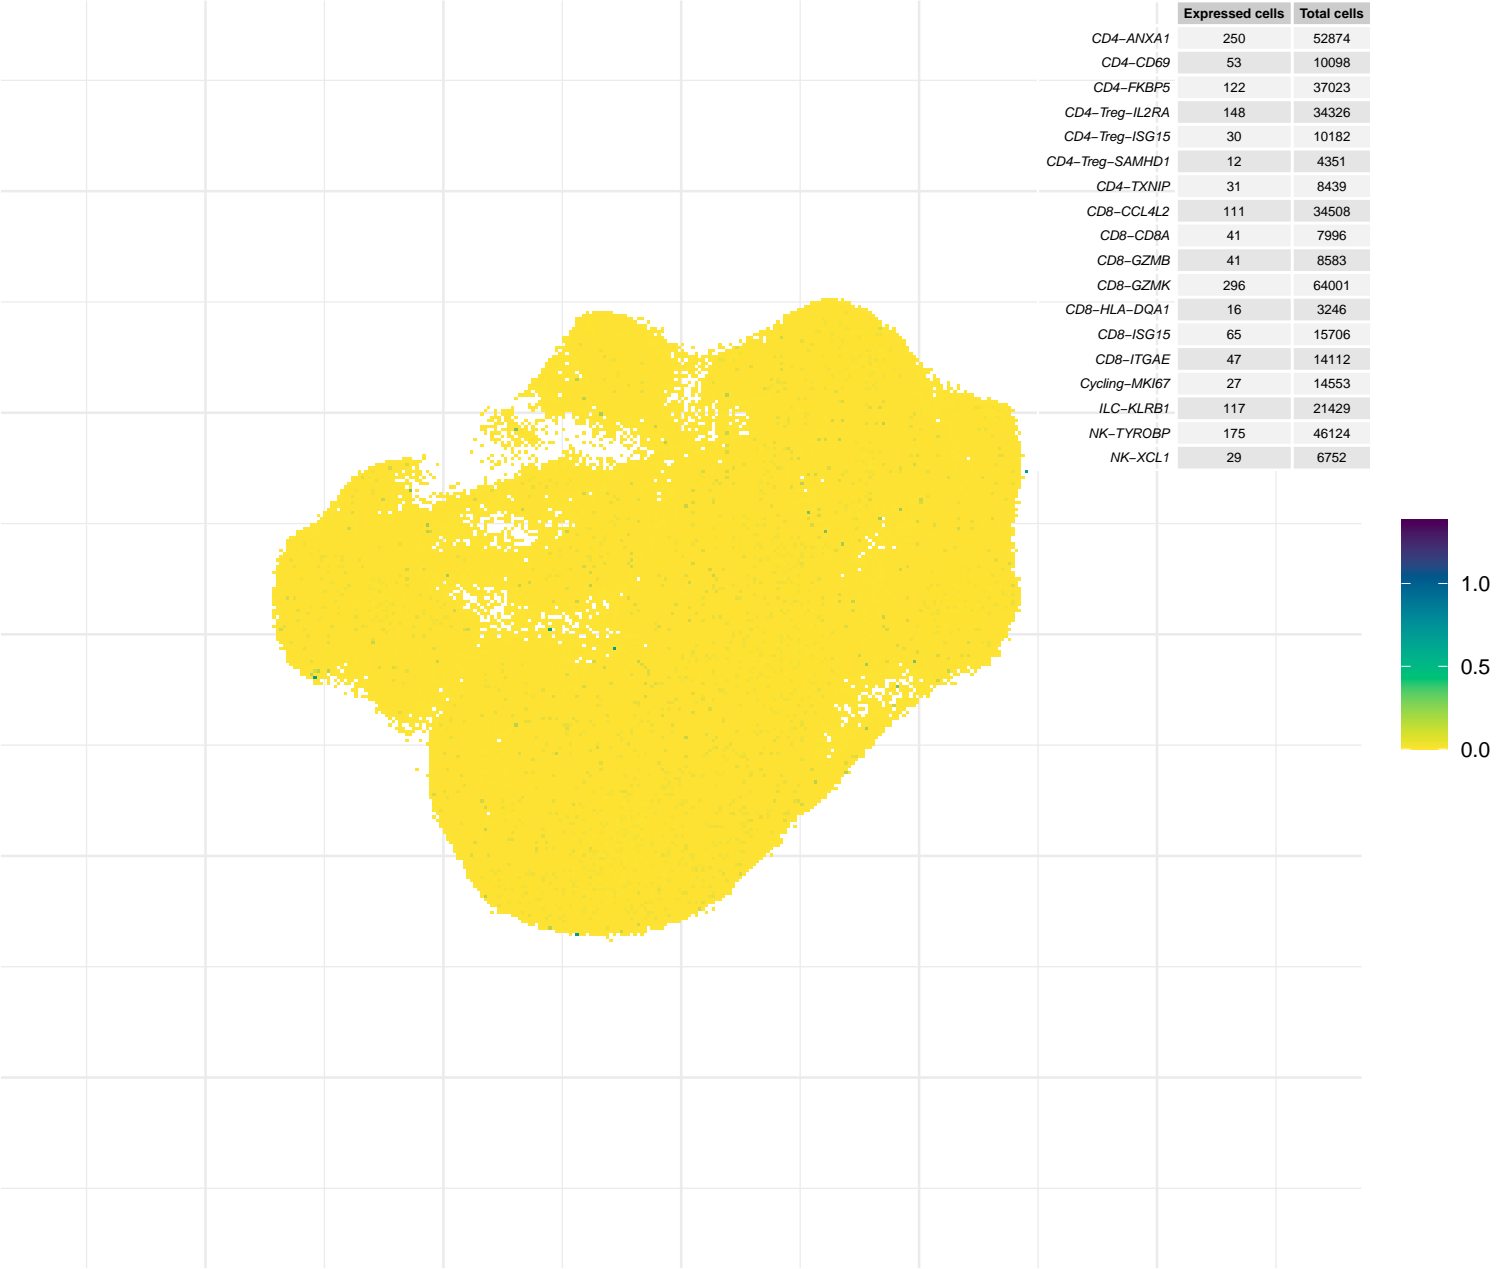 Expressed cells Total cells
CD4−ANXA1 250 52874
CD4−CD69 53 10098
CD4−FKBP5 122 37023
CD4−Treg−IL2RA 148 34326
CD4−Treg−ISG15 30 10182
CD4−Treg−SAMHD1 12 4351
CD4−TXNIP 31 8439
CD8−CCL4L2 111 34508
CD8−CD8A 41 7996
CD8−GZMB 41 8583
CD8−GZMK 296 64001
CD8−HLA−DQA1 16 3246
CD8−ISG15 65 15706
CD8−ITGAE 47 14112
Cycling−MKI67 27 14553
ILC−KLRB1 117 21429
NK−TYROBP 175 46124
NK−XCL1 29 6752
1.0
0.5
0.0